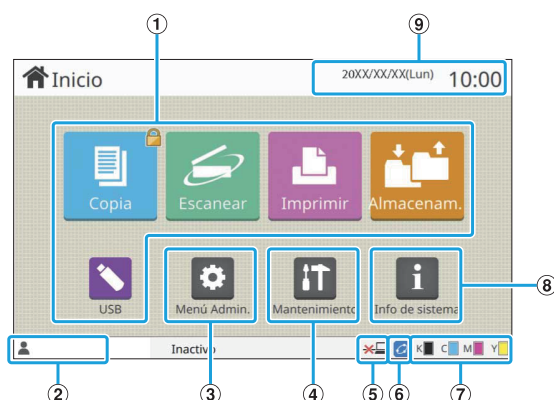 ① ⑨
Inicio 20XX/XX/XX(Lun) 10:00
Copia Escanear Imprimir Almacenam.
USB Menú Admin. Mantenimiento Info de sistema ⑧
Inactivo K C M Y
② ③ ④ ⑤ ⑥ ⑦